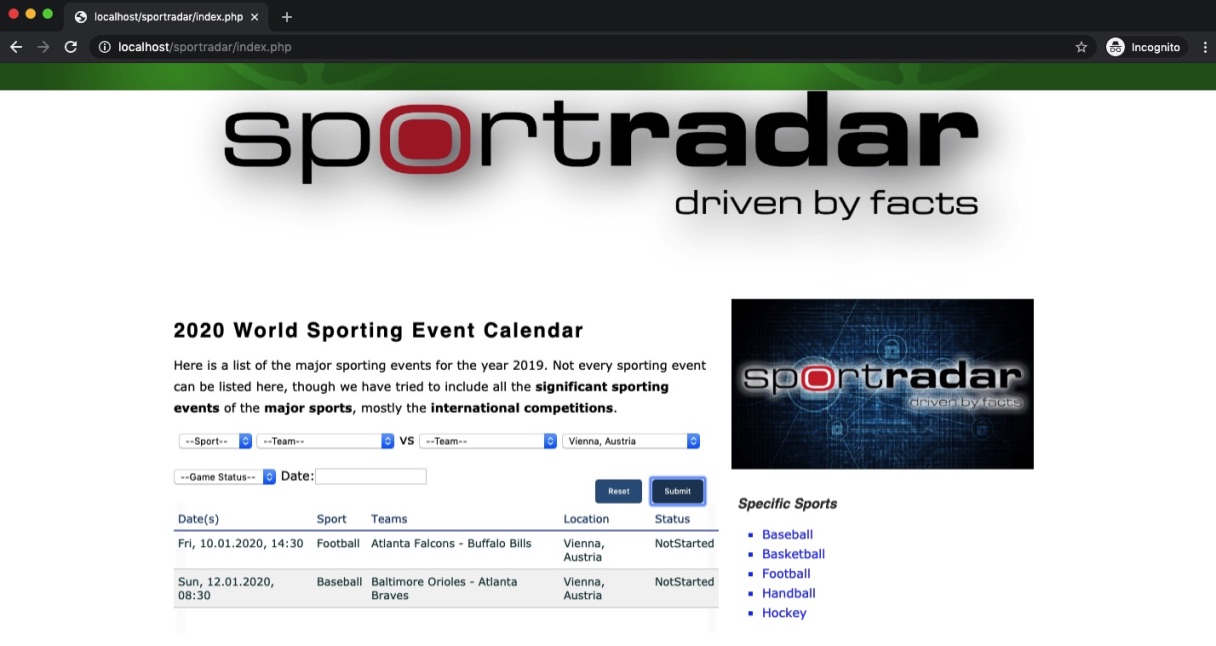 localhost/sportradar/index.php
localhost/sportradar/index.php
Incognito
sportradar
driven by facts
2020 World Sporting Event Calendar
Here is a list of the major sporting events for the year 2019. Not every sporting event
can be listed here, though we have tried to include all the significant sporting
events of the major sports, mostly the international competitions.
--Sport-- --Team-- VS --Team-- Vienna, Austria
--Game Status-- Date:
Reset Submit
Date(s) Sport Teams Location Status
Fri, 10.01.2020, 14:30 Football Atlanta Falcons - Buffalo Bills Vienna, NotStarted
Austria
Sun, 12.01.2020, Baseball Baltimore Orioles - Atlanta Vienna, NotStarted
08:30 Braves Austria
sportradar
driven by facts
Specific Sports
Baseball
Basketball
Football
Handball
Hockey